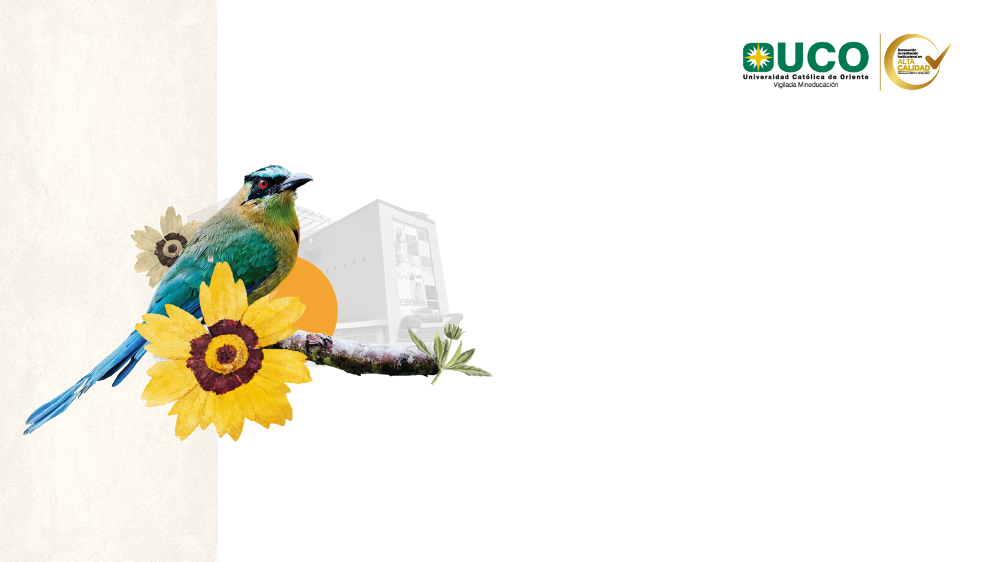 UCO
Universidad Católica de Oriente
Vigilada Mineducación
Renovación
Acreditación
Institucional en
ALTA
CALIDAD